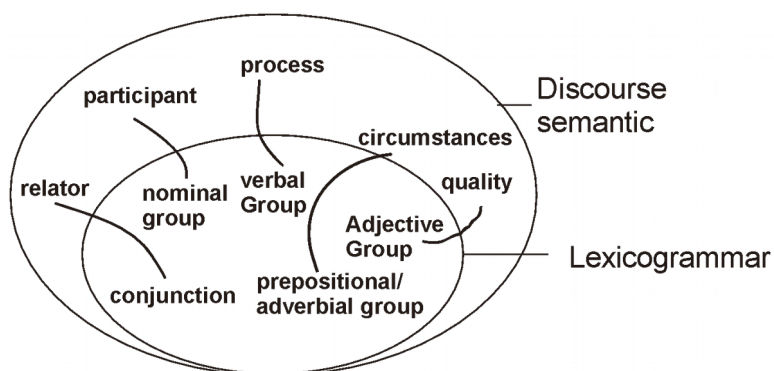 process
participant
Discourse
semantic
circumstances
relator
nominal
group
verbal
Group
quality
Adjective
Group
Lexicogrammar
conjunction
prepositional/
adverbial group